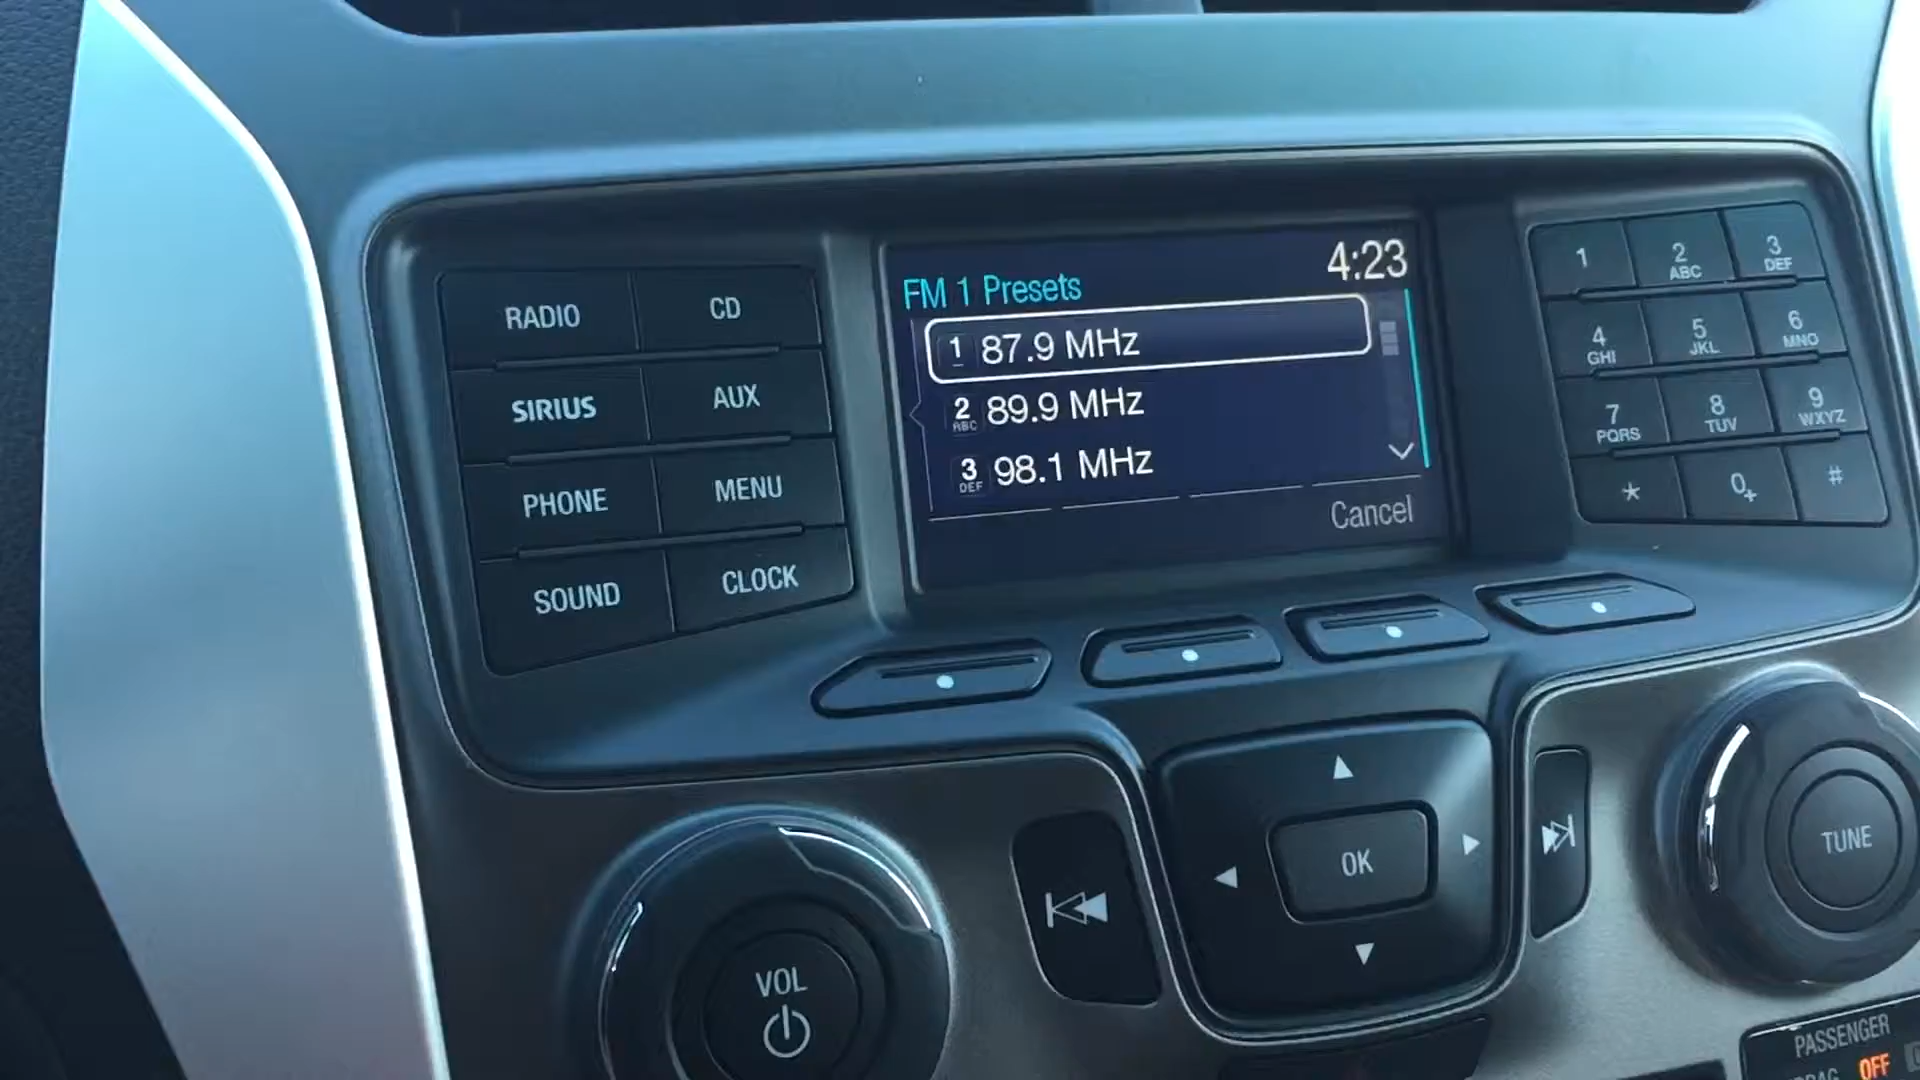 4:23
FM 1 Presets
1 87.9 MHz
2 ABC 89.9 MHz
3 DEF 98.1 MHz
Cancel
RADIO CD
SIRIUS AUX
PHONE MENU
SOUND CLOCK
1 2 ABC 3 DEF
4 GHI 5 JKL 6 MNO
7 PQRS 8 TUV 9 WXYZ
* 0+ #
OK
VOL
TUNE
PASSENGER
OFF